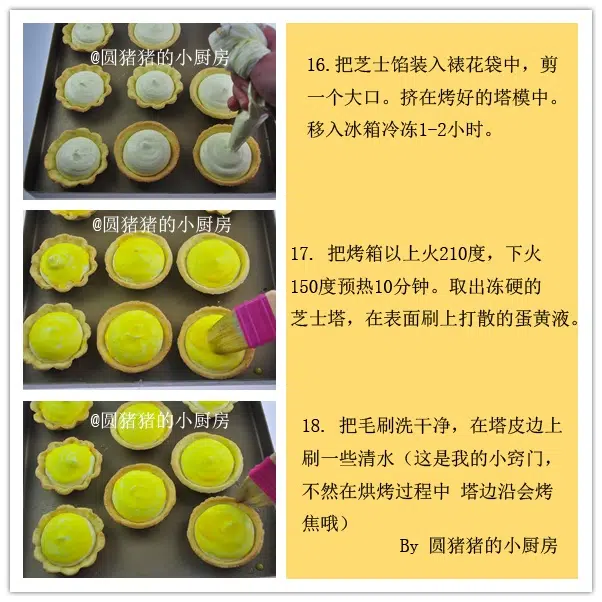 @圆猪猪的小厨房
16.把芝士馅装入裱花袋中，剪
一个大口。挤在烤好的塔模中。
移入冰箱冷冻1-2小时。
@圆猪猪的小厨房
17. 把烤箱以上火210度，下火
150度预热10分钟。取出冻硬的
芝士塔，在表面刷上打散的蛋黄液。
@圆猪猪的小厨房
18. 把毛刷洗干净，在塔皮边上
刷一些清水（这是我的小窍门，
不然在烘烤过程中 塔边沿会烤
焦哦）
By 圆猪猪的小厨房